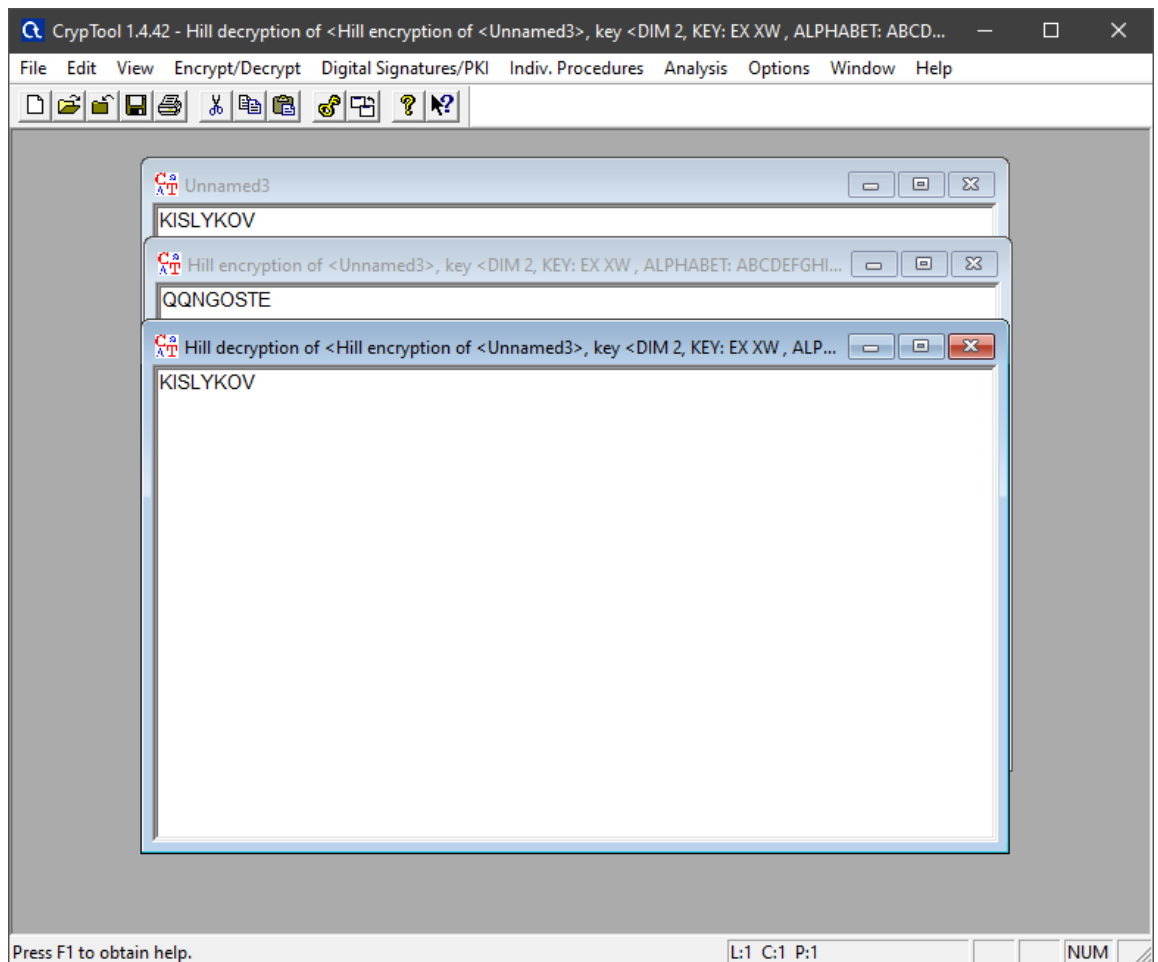 CrypTool 1.4.42 - Hill decryption of <Hill encryption of <Unnamed3>, key <DIM 2, KEY: EX XW , ALPHABET: ABCD...
File Edit View Encrypt/Decrypt Digital Signatures/PKI Indiv. Procedures Analysis Options Window Help
Unnamed3
KISLYKOV
Hill encryption of <Unnamed3>, key <DIM 2, KEY: EX XW , ALPHABET: ABCDEFGHI...
QQNGOSTE
Hill decryption of <Hill encryption of <Unnamed3>, key <DIM 2, KEY: EX XW , ALP...
KISLYKOV
Press F1 to obtain help. L:1 C:1 P:1 NUM